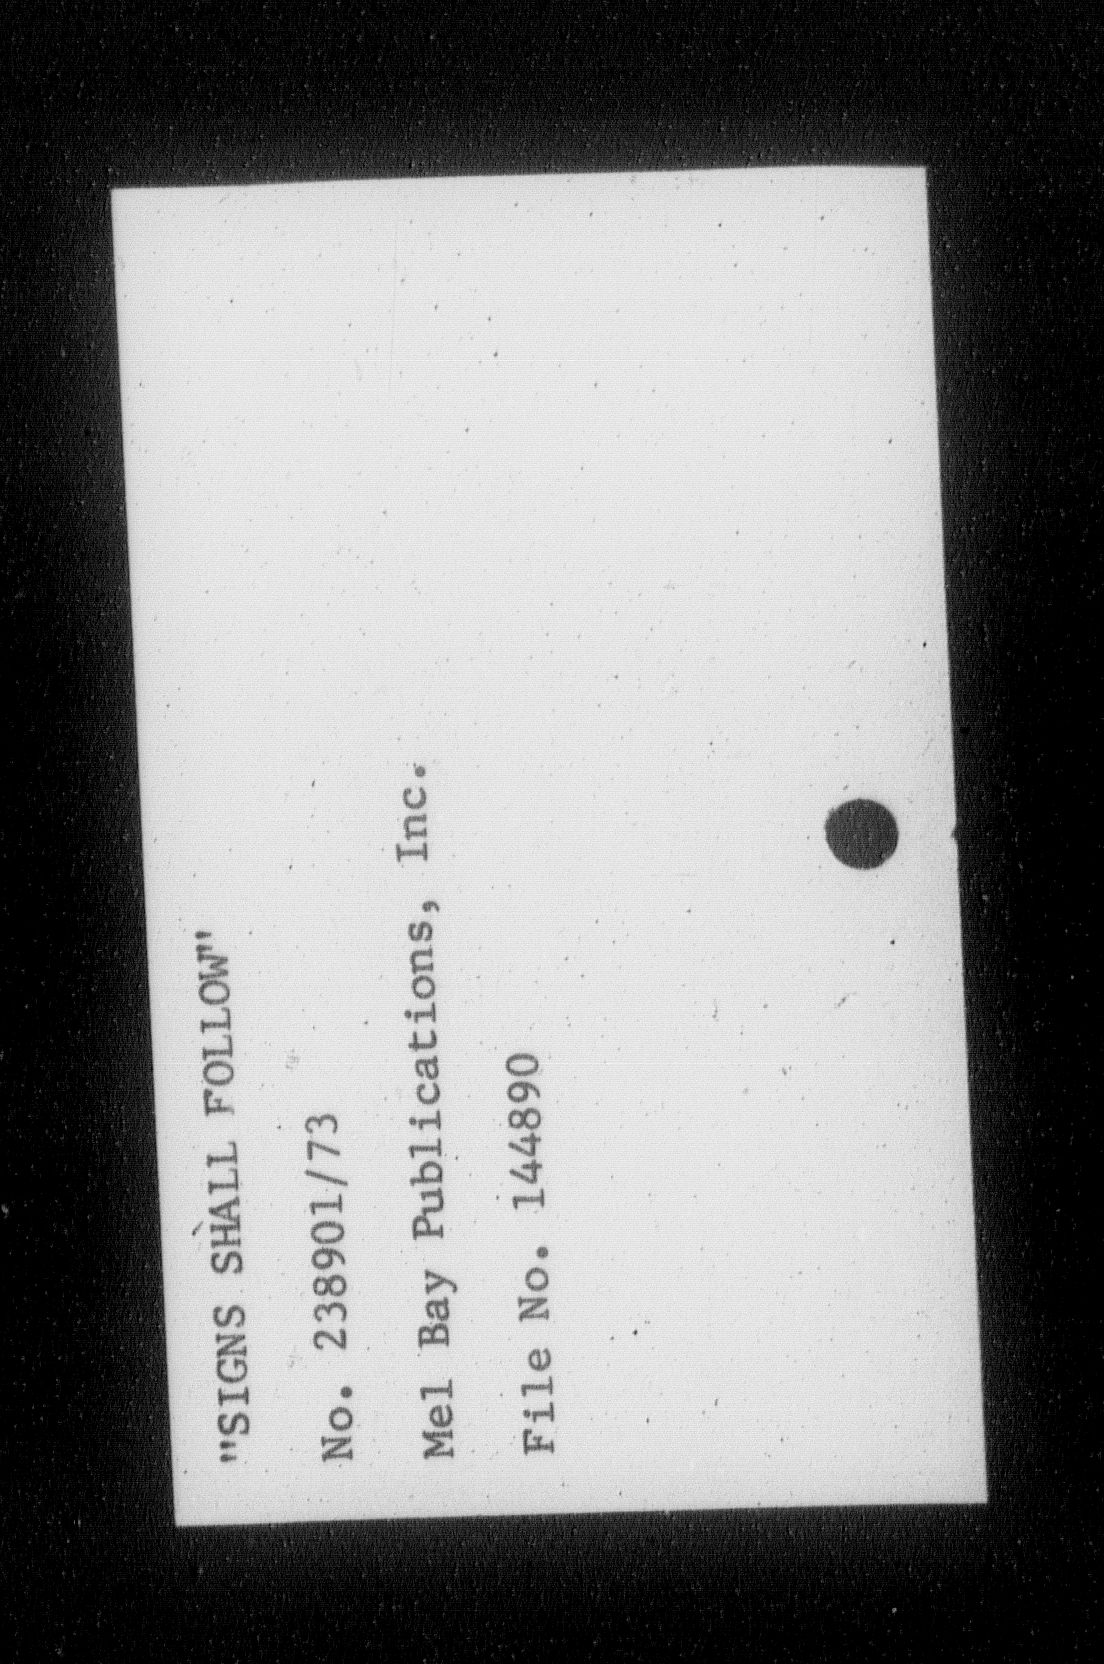 "SIGNS SHALL FOLLOW"
No. 238901/73
Mel Bay Publications, Inc.
File No. 144890